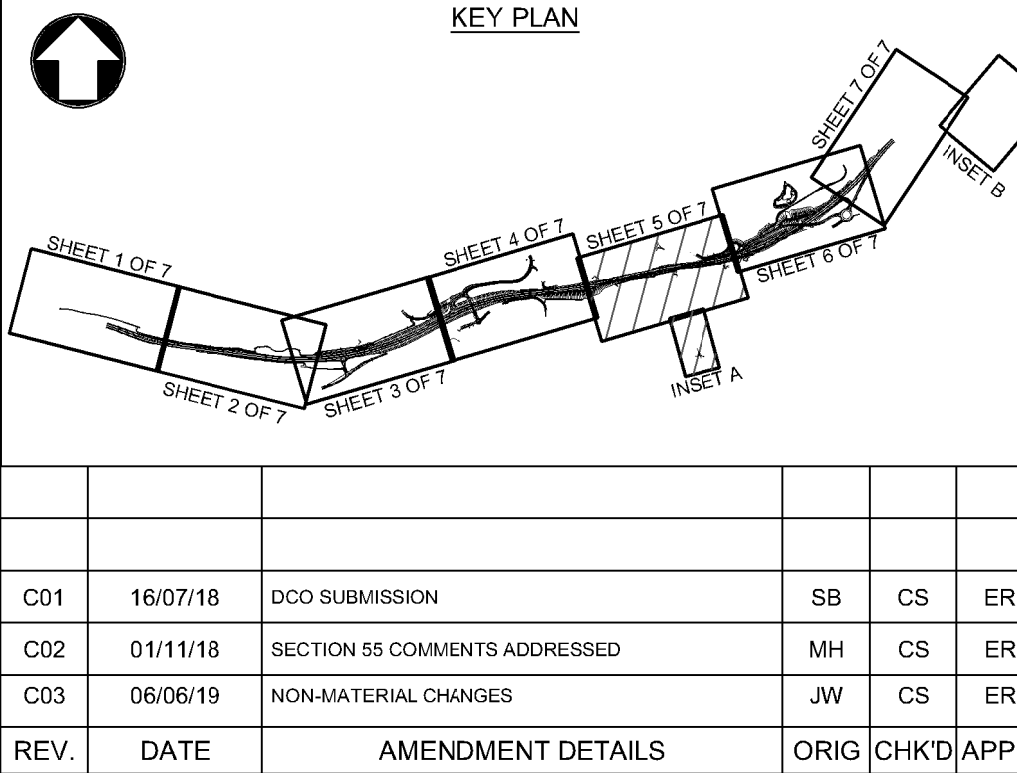 KEY PLAN
SHEET 1 OF 7
SHEET 2 OF 7
SHEET 3 OF 7
SHEET 4 OF 7
SHEET 5 OF 7
SHEET 6 OF 7
SHEET 7 OF 7
INSET A
INSET B
C01 16/07/18 DCO SUBMISSION SB CS ER
C02 01/11/18 SECTION 55 COMMENTS ADDRESSED MH CS ER
C03 06/06/19 NON-MATERIAL CHANGES JW CS ER
REV. DATE AMENDMENT DETAILS ORIG CHK'D APP